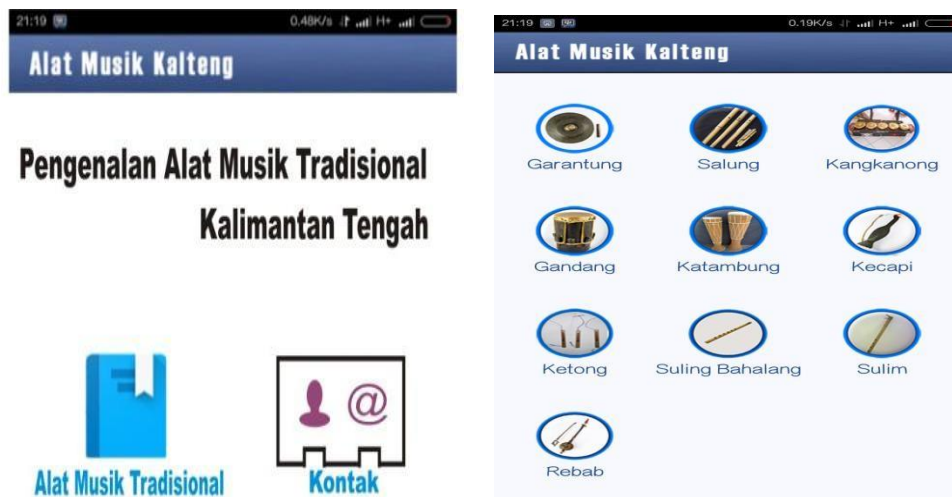 21:19 0.48K/s H+
Alat Musik Kalteng
Pengenalan Alat Musik Tradisional
Kalimantan Tengah
@
Alat Musik Tradisional Kontak
21:19 0.19K/s H+
Alat Musik Kalteng
Garantung Salung Kangkanong
Gandang Katambung Kecapi
Ketong Suling Bahalang Sulim
Rebab